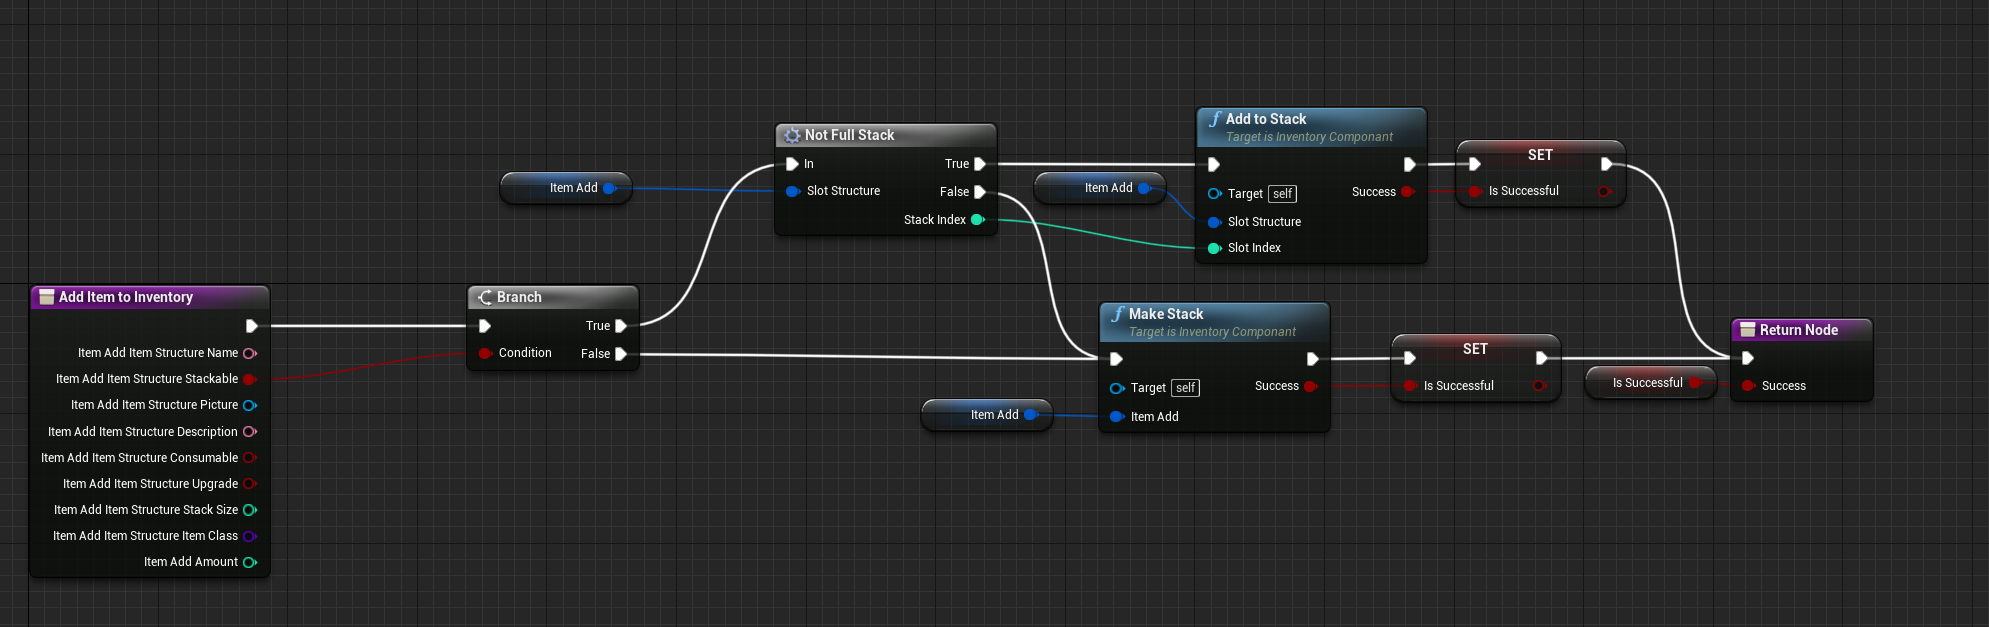 Not Full Stack
In
True
Item Add
Slot Structure
False
Stack Index
Add to Stack
Target is Inventory Componant
Item Add
Target self
Success
Slot Structure
Slot Index
SET
Is Successful
Add Item to Inventory
Item Add Item Structure Name
Item Add Item Structure Stackable
Item Add Item Structure Picture
Item Add Item Structure Description
Item Add Item Structure Consumable
Item Add Item Structure Upgrade
Item Add Item Structure Stack Size
Item Add Item Structure Item Class
Item Add Amount
Branch
True
Condition
False
Make Stack
Target is Inventory Componant
Target self
Success
Item Add
Item Add
SET
Is Successful
Is Successful
Return Node
Success